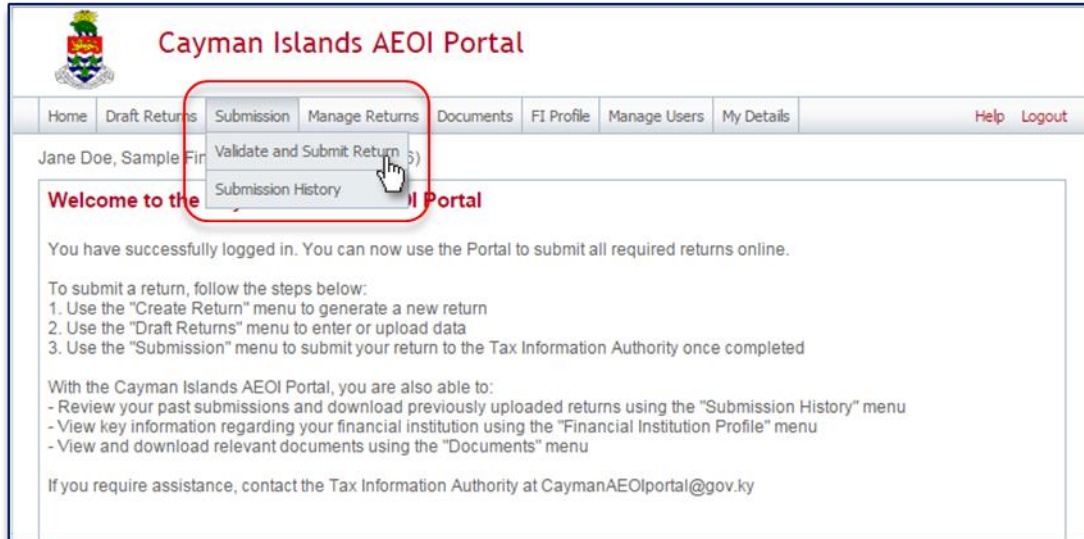 Cayman Islands AEOI Portal
Home Draft Returns Submission Manage Returns Documents FI Profile Manage Users My Details Help Logout
Validate and Submit Return
Submission History
Jane Doe, Sample Fin 6)
Welcome to the I Portal
You have successfully logged in. You can now use the Portal to submit all required returns online.
To submit a return, follow the steps below:
1. Use the "Create Return" menu to generate a new return
2. Use the "Draft Returns" menu to enter or upload data
3. Use the "Submission" menu to submit your return to the Tax Information Authority once completed
With the Cayman Islands AEOI Portal, you are also able to:
- Review your past submissions and download previously uploaded returns using the "Submission History" menu
- View key information regarding your financial institution using the "Financial Institution Profile" menu
- View and download relevant documents using the "Documents" menu
If you require assistance, contact the Tax Information Authority at CaymanAEOIportal@gov.ky